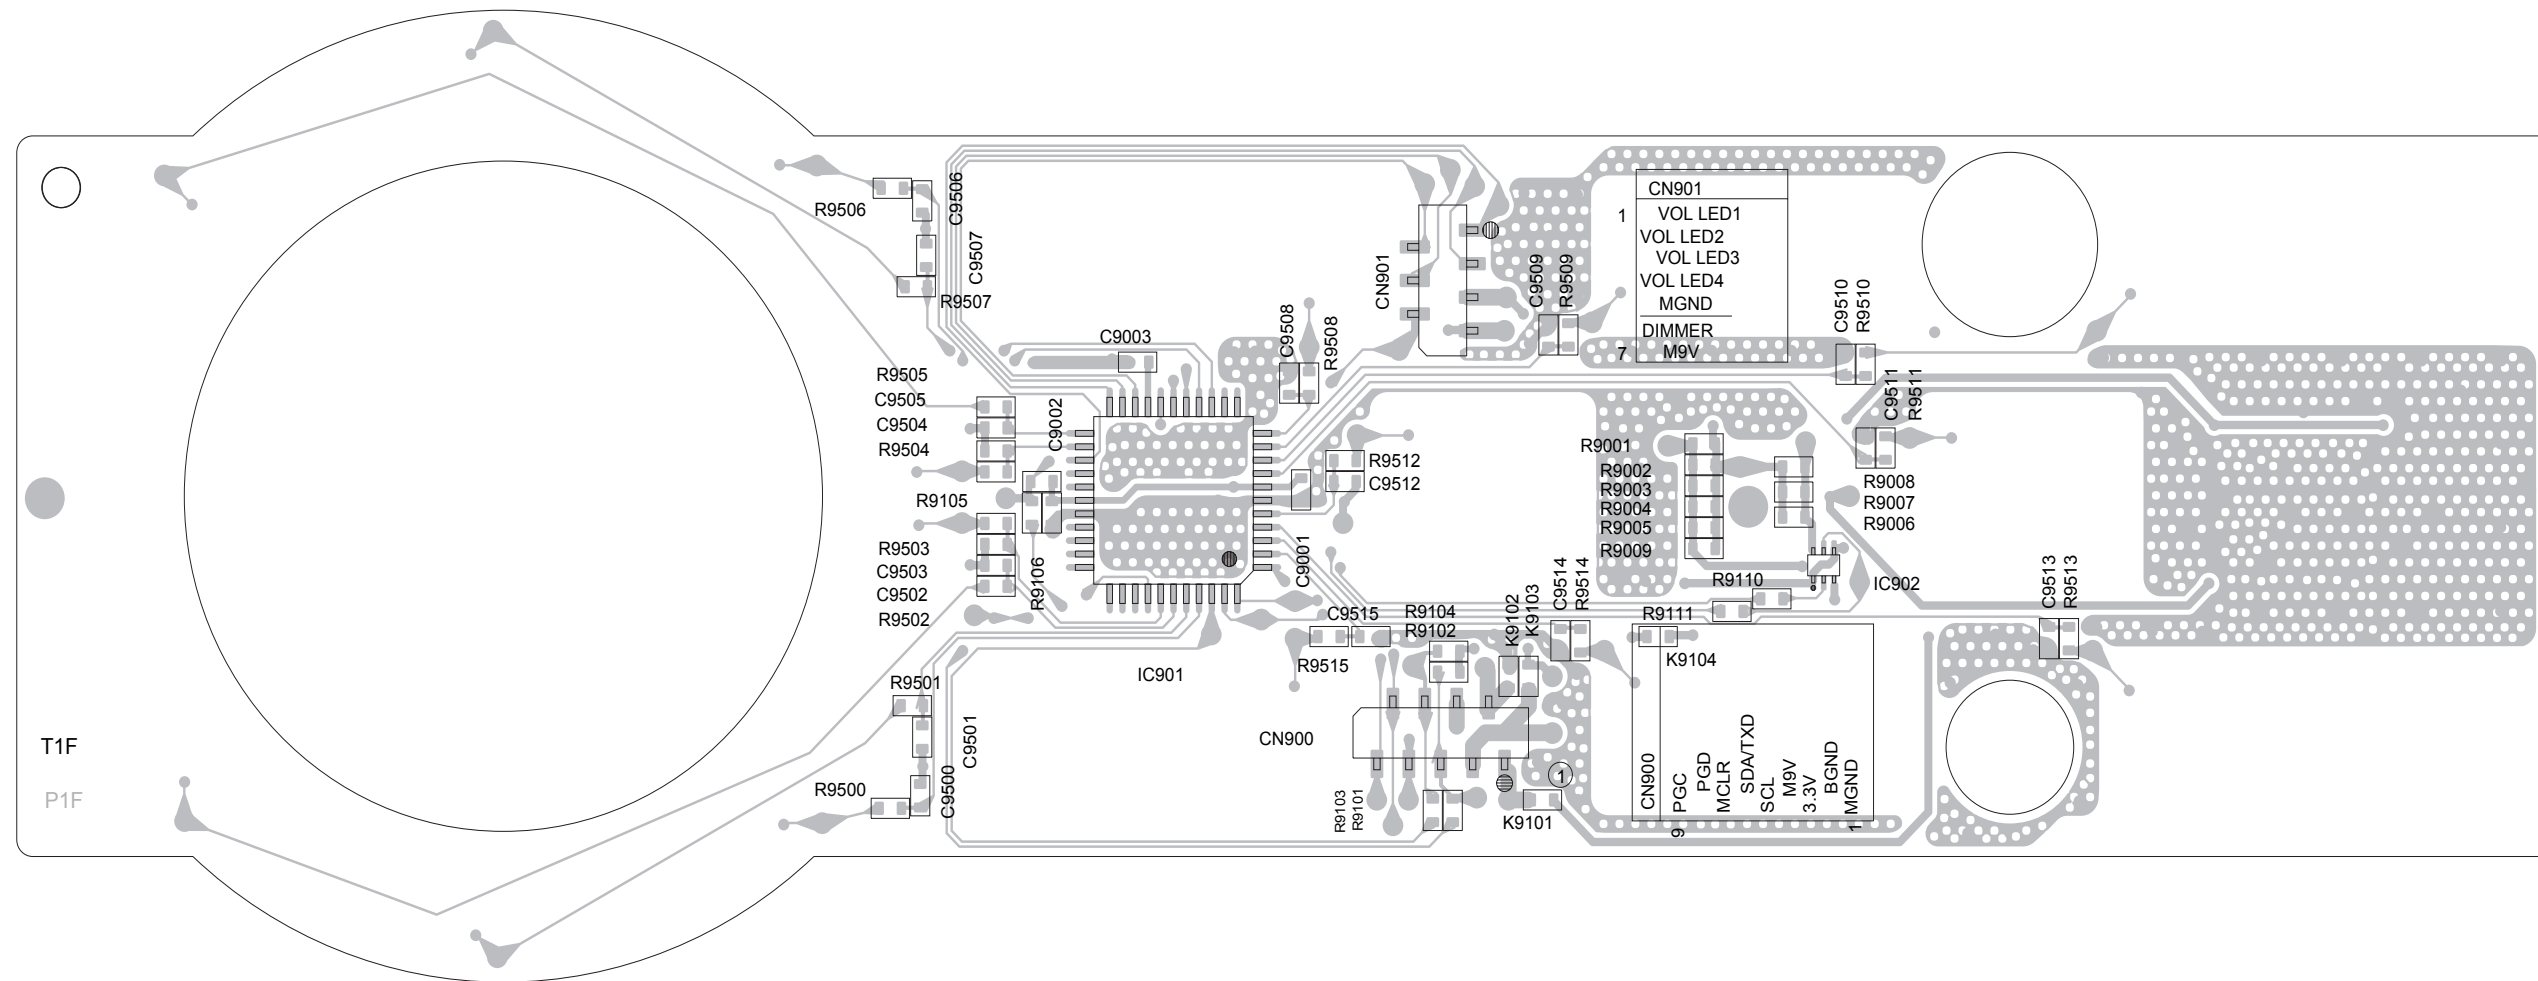 R9506
C9506
C9507
R9507
C9003
C9508
R9508
CN901
C9509
R9509
CN901
1
VOL LED1
VOL LED2
VOL LED3
VOL LED4
MGND
DIMMER
7
M9V
C9510
R9510
C9511
R9511
R9505
C9505
C9504
R9504
C9002
R9105
R9503
C9503
C9502
R9502
R9106
R9512
C9512
C9001
R9001
R9002
R9003
R9004
R9005
R9009
R9008
R9007
R9006
IC902
R9110
R9111
C9513
R9513
C9515
R9515
R9104
R9102
K9102
K9103
C9514
R9514
K9104
IC901
R9501
C9501
R9500
C9500
CN900
R9103
R9101
K9101
1
CN900
PGC
PGD
MCLR
SDA/TXD
SCL
M9V
3.3V
BGND
MGND
9
1
T1F
P1F